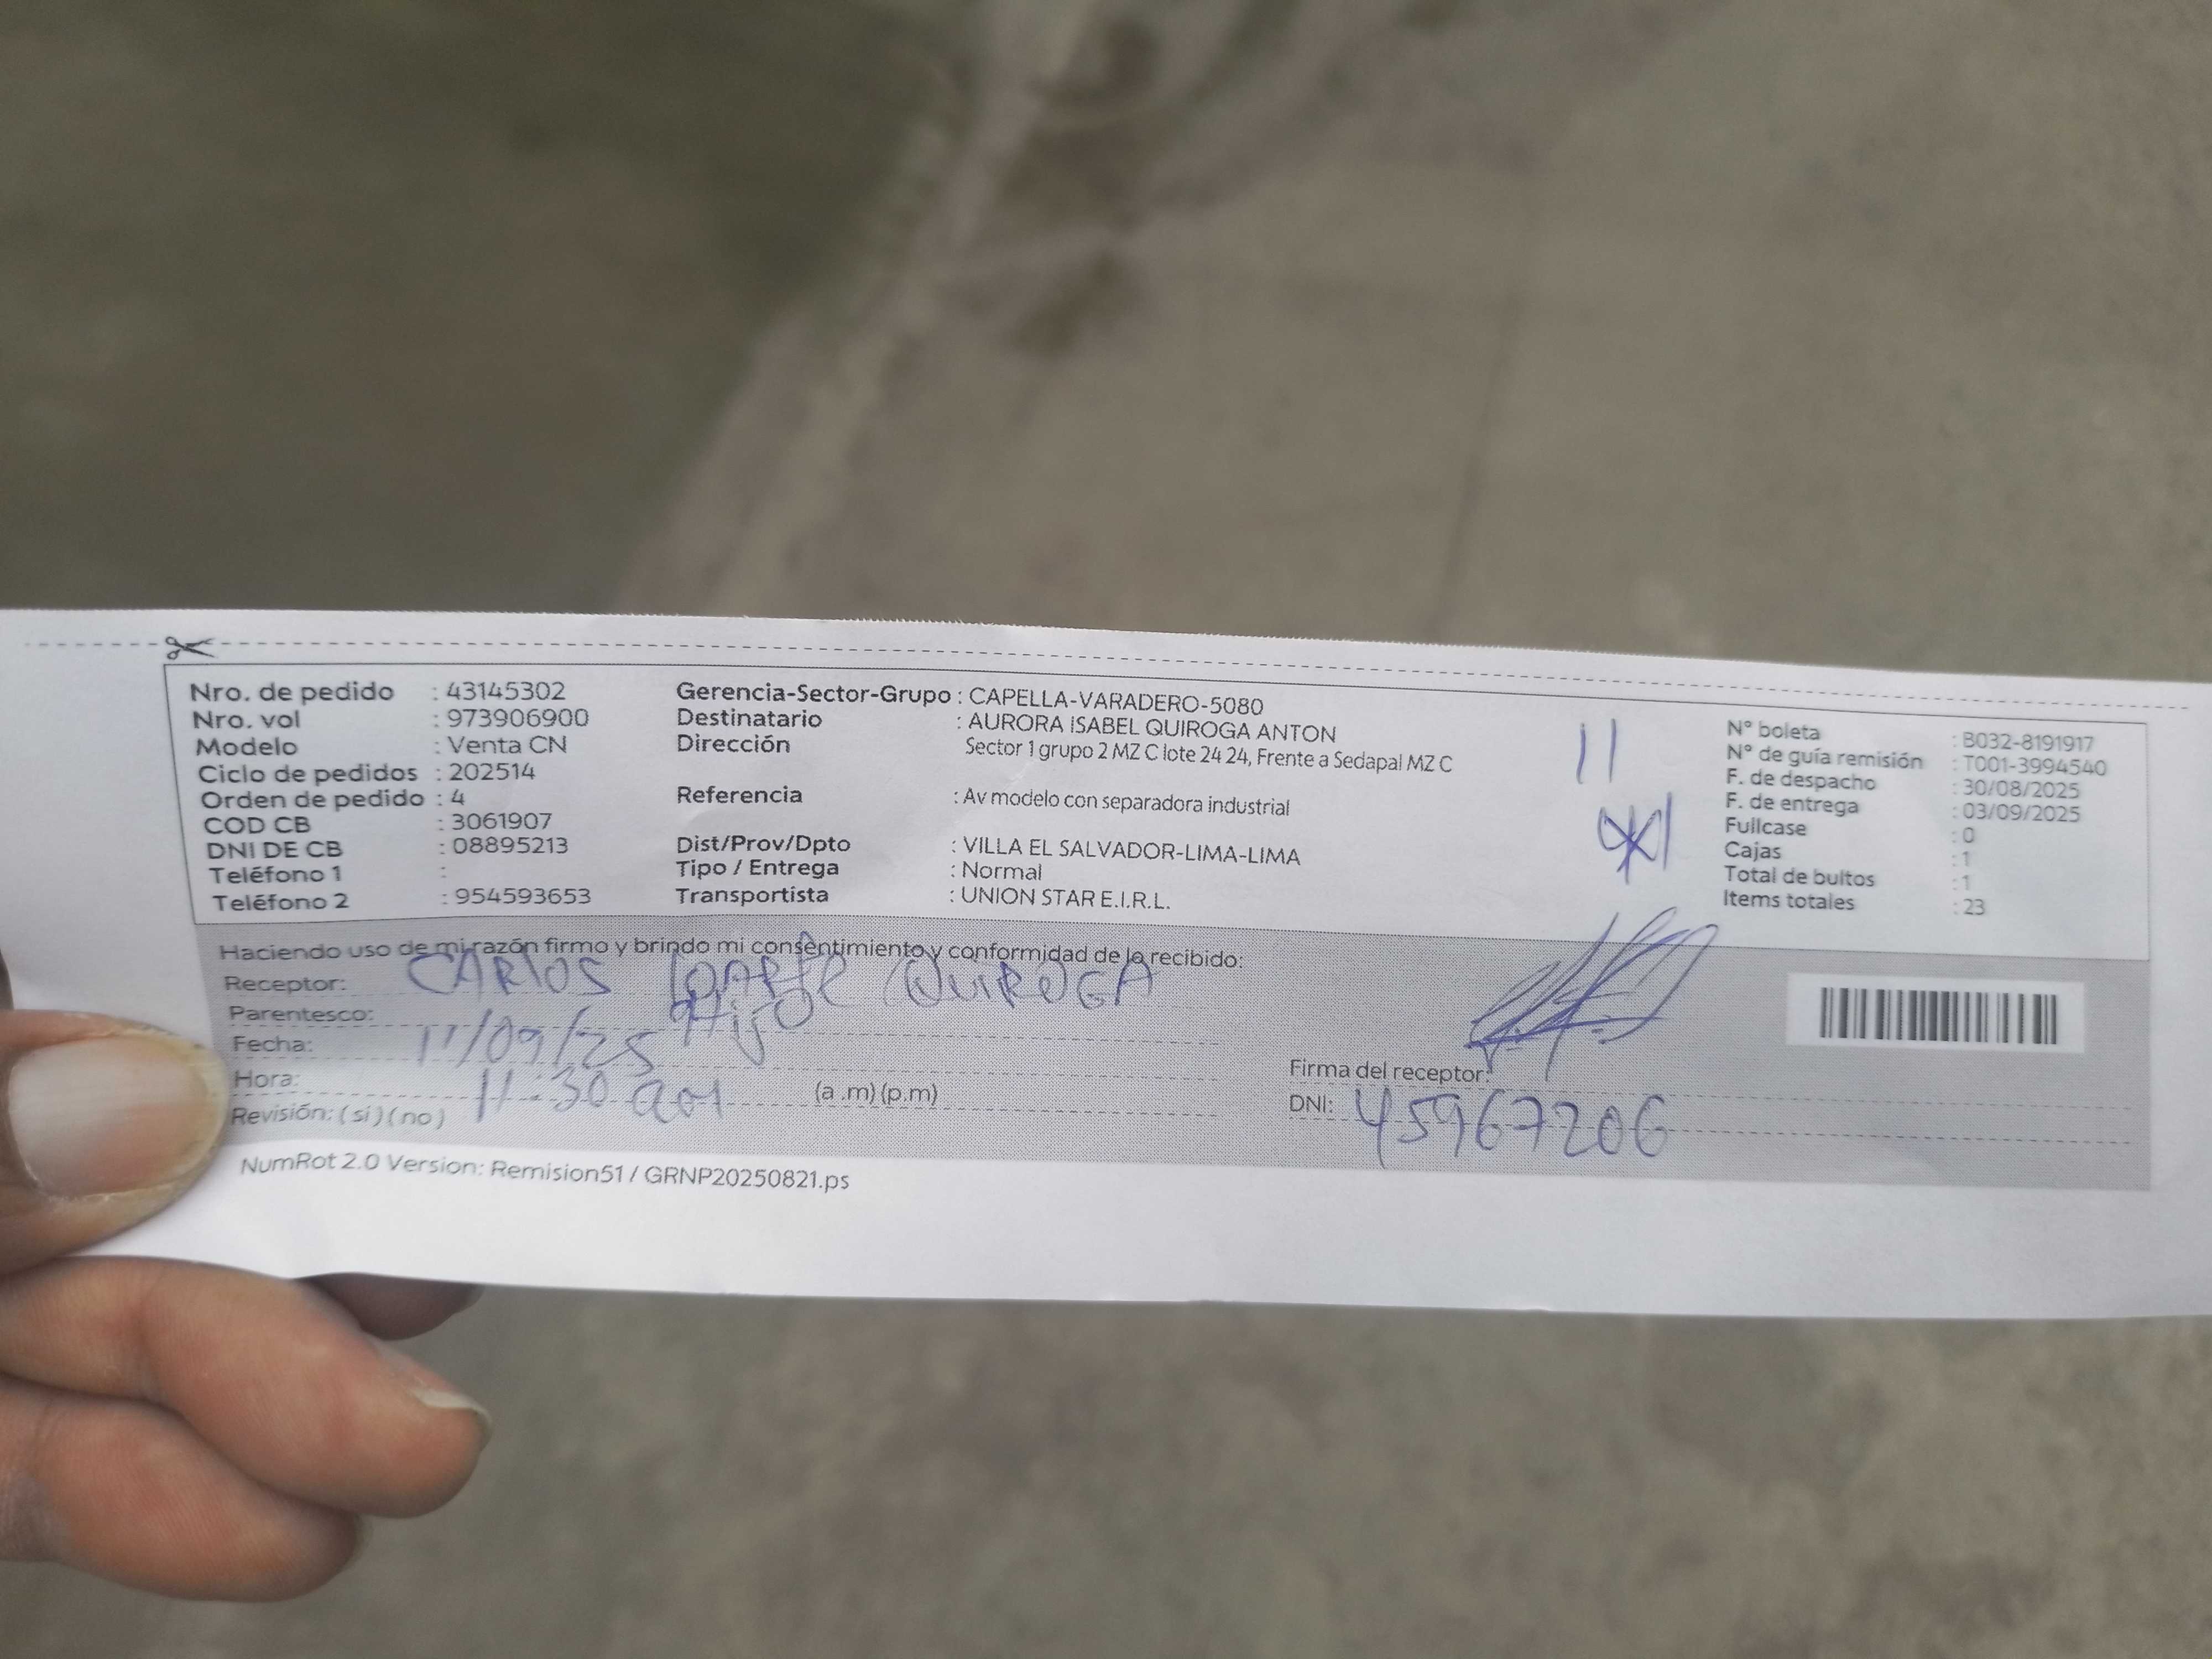 Nro. de pedido : 43145302
Nro. vol : 973906900
Modelo : Venta CN
Ciclo de pedidos : 202514
Orden de pedido : 4
COD CB : 3061907
DNI DE CB : 08895213
Teléfono 1 :
Teléfono 2 : 954593653
Gerencia-Sector-Grupo : CAPELLA-VARADERO-5080
Destinatario : AURORA ISABEL QUIROGA ANTON
Dirección Sector 1 grupo 2 MZ C lote 24 24, Frente a Sedapal MZ C
Referencia : Av modelo con separadora industrial
Dist/Prov/Dpto : VILLA EL SALVADOR-LIMA-LIMA
Tipo / Entrega : Normal
Transportista : UNION STAR E.I.R.L.
11
N° boleta : B032-8191917
N° de guía remisión : T001-3994540
F. de despacho : 30/08/2025
F. de entrega : 03/09/2025
Fullcase : 0
Cajas : 1
Total de bultos : 1
Items totales : 23
Haciendo uso de mi razón firmo y brindo mi consentimiento y conformidad de lo recibido:
Receptor: CARLOS QUIROGA
Parentesco: Hijo
Fecha: 11/09/25
Hora: 11:30 (a .m) (p.m)
Revisión: ( si ) ( no )
Firma del receptor:
DNI: 45967206
NumRot 2.0 Version: Remision51 / GRNP20250821.ps